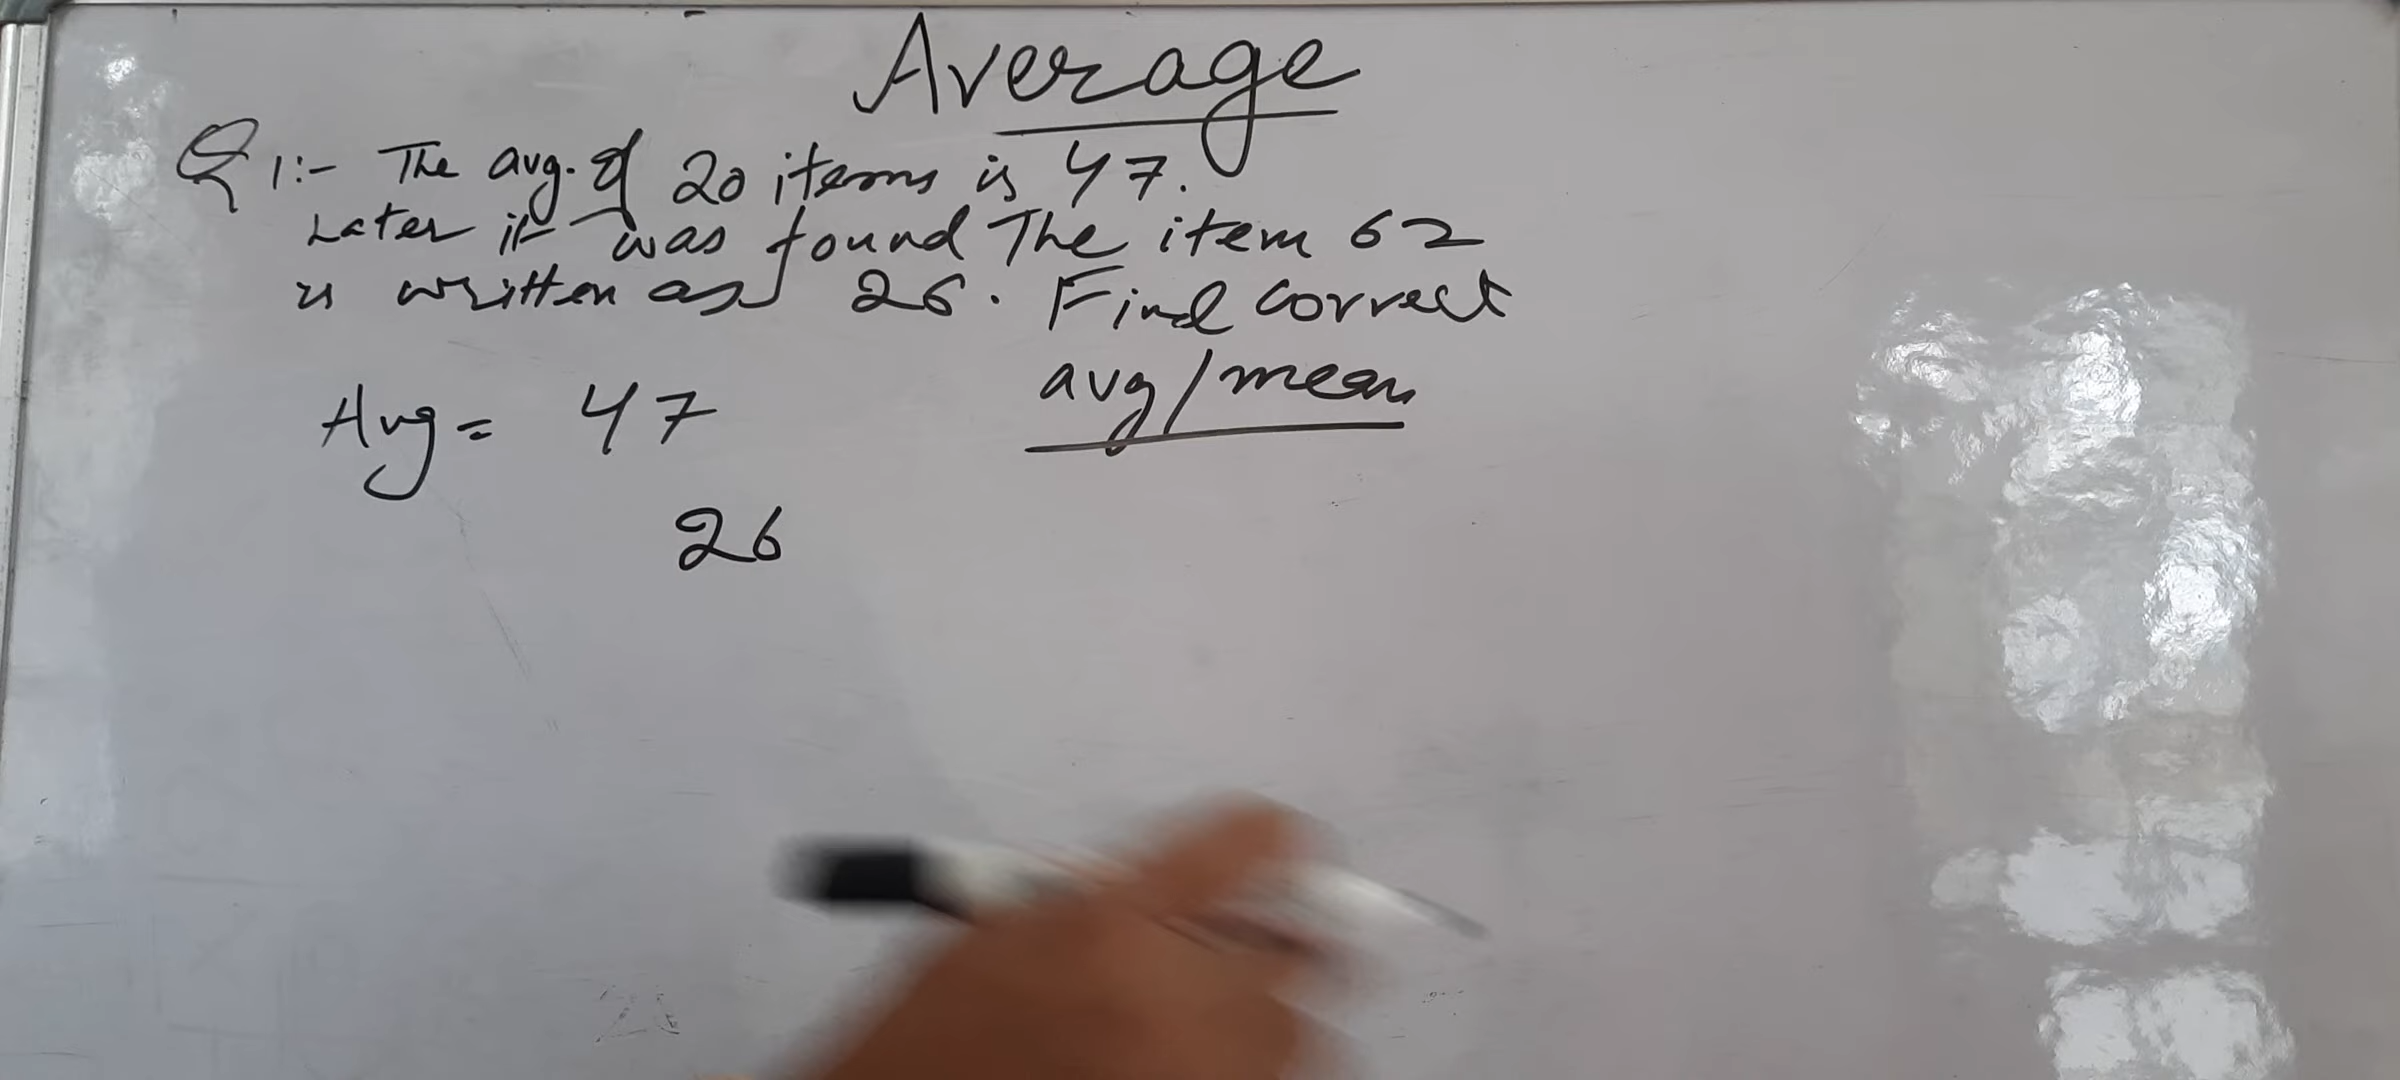 Average
Q1:- The avg. of 20 items is 47.
Later it was found The item 62
is written as 26. Find correct
avg/mean
Avg = 47
26